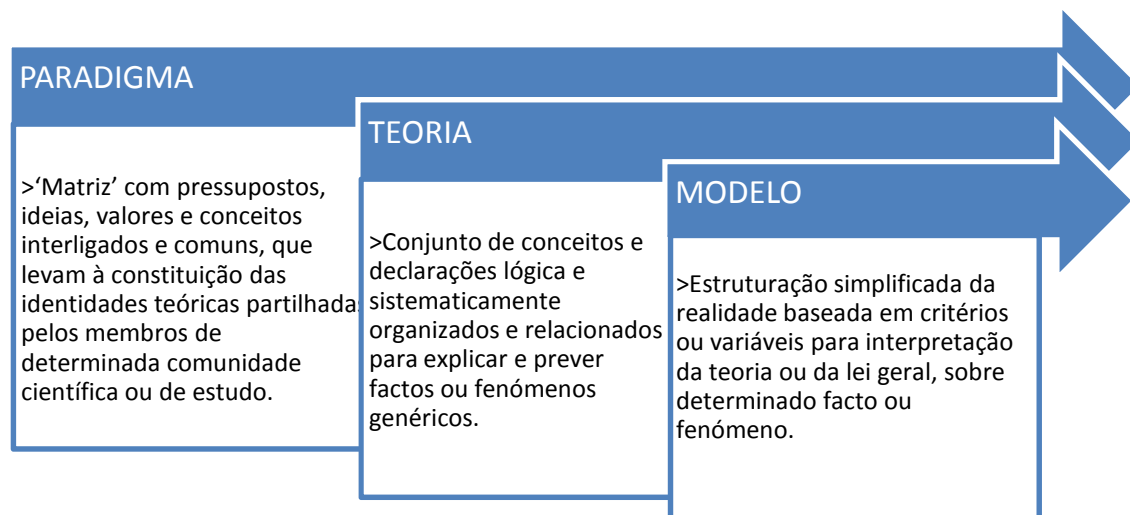 PARADIGMA
>‘Matriz’ com pressupostos,
ideias, valores e conceitos
interligados e comuns, que
levam à constituição das
identidades teóricas partilhadas
pelos membros de
determinada comunidade
científica ou de estudo.
TEORIA
>Conjunto de conceitos e
declarações lógica e
sistematicamente
organizados e relacionados
para explicar e prever
factos ou fenómenos
genéricos.
MODELO
>Estruturação simplificada da
realidade baseada em critérios
ou variáveis para interpretação
da teoria ou da lei geral, sobre
determinado facto ou
fenómeno.